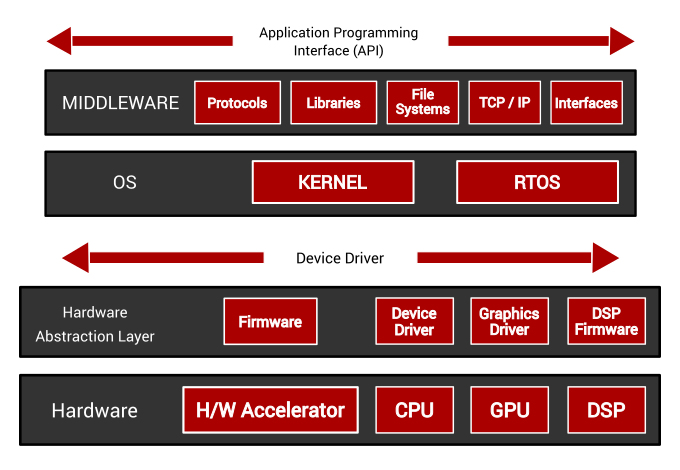 Application Programming
Interface (API)
MIDDLEWARE
Protocols
Libraries
File
Systems
TCP / IP
Interfaces
OS
KERNEL
RTOS
Device Driver
Hardware
Abstraction Layer
Firmware
Device
Driver
Graphics
Driver
DSP
Firmware
Hardware
H/W Accelerator
CPU
GPU
DSP